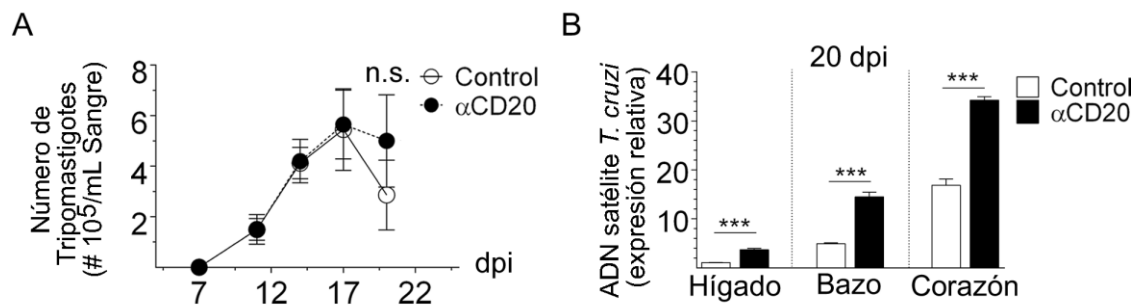 A
Número de
Tripomastigotes
(# 10⁵/mL Sangre)
8
6
4
2
7 12 17 22
dpi
n.s.
Control
αCD20
B
20 dpi
ADN satélite T. cruzi
(expresión relativa)
40
30
20
10
***
***
***
Control
αCD20
Hígado Bazo Corazón